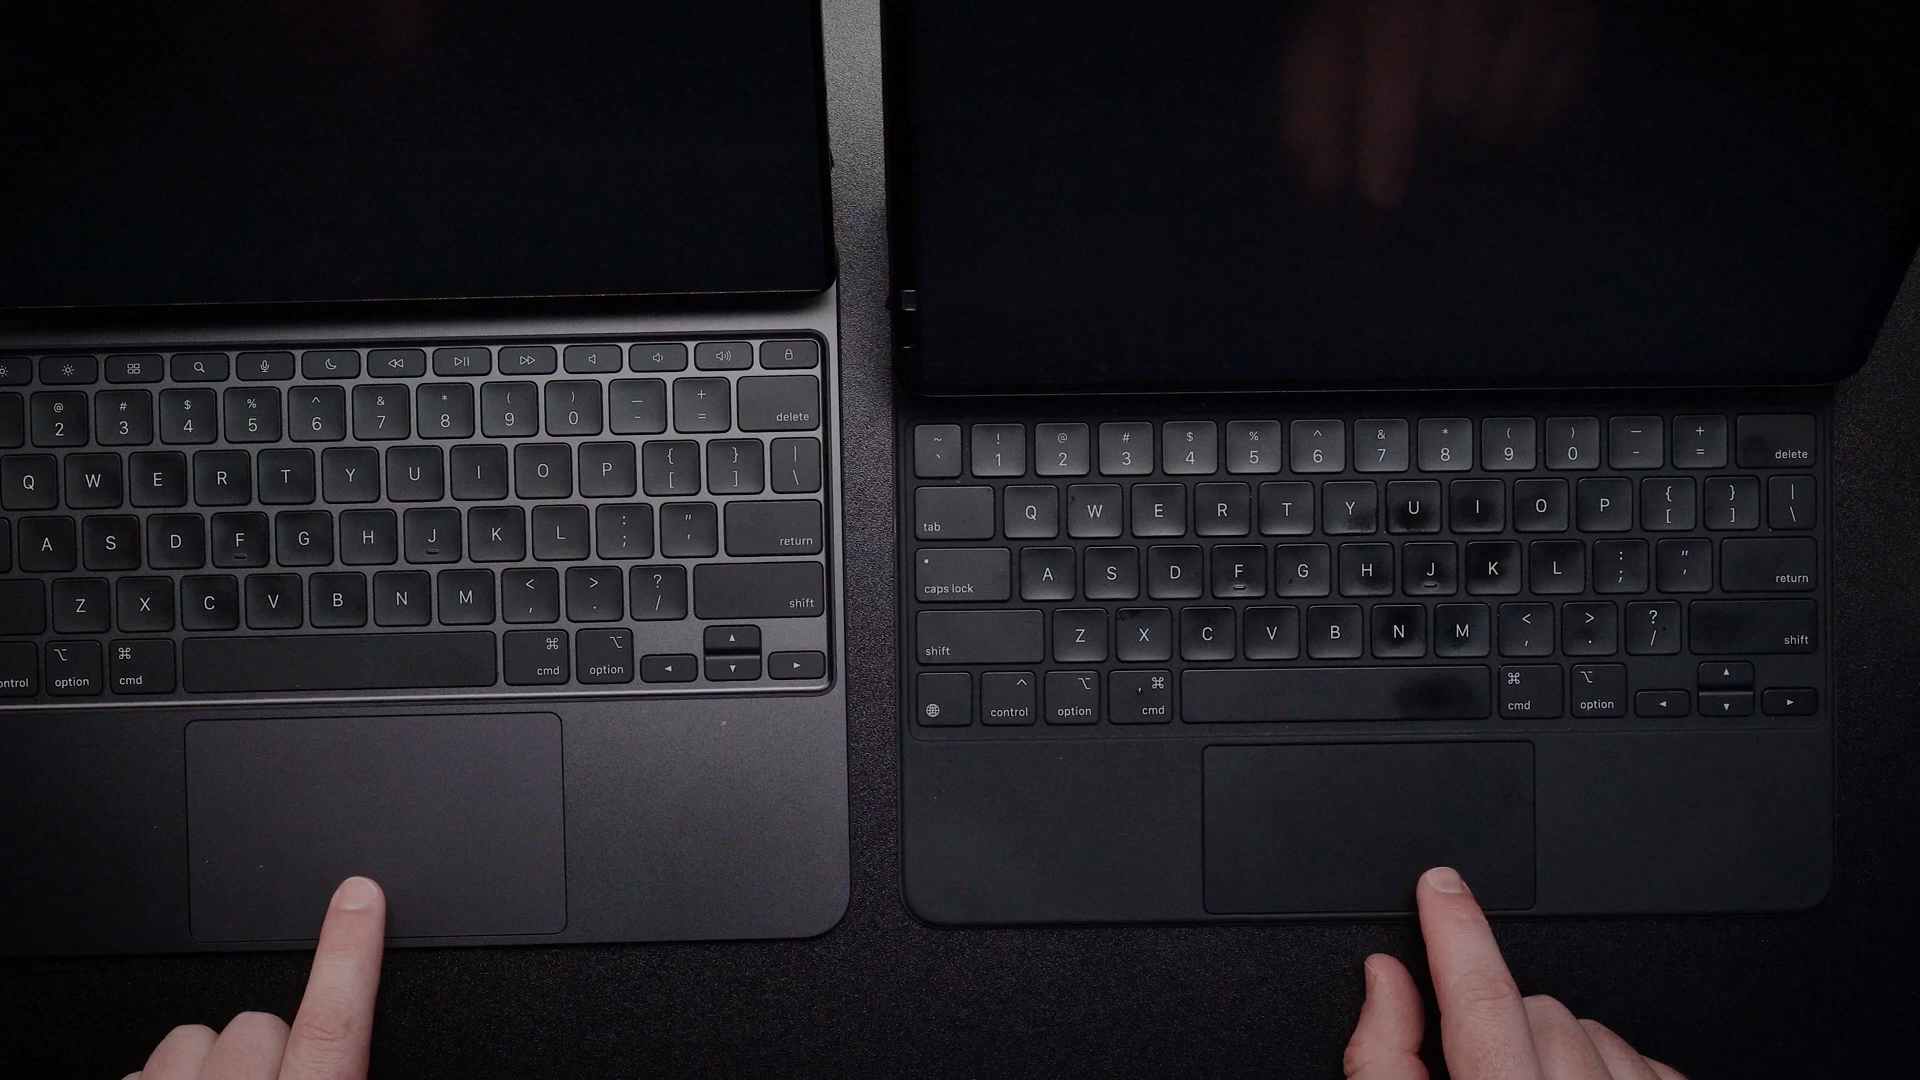 @ # $ % ^ & * ( ) — +
2 3 4 5 6 7 8 9 0 - = delete
Q W E R T Y U I O P { [ } ] | \
A S D F G H J K L : ; " ' return
Z X C V B N M < , > . ? / shift
ontrol ⌥ option ⌘ cmd ⌘ cmd ⌥ option ◀ ▲ ▼ ▶
~ ! @ # $ % ^ & * ( ) — +
` 1 2 3 4 5 6 7 8 9 0 - = delete
tab Q W E R T Y U I O P { [ } ] | \
caps lock A S D F G H J K L : ; " ' return
shift Z X C V B N M < , > . ? / shift
^ control ⌥ option ⌘ cmd ⌘ cmd ⌥ option ◀ ▲ ▼ ▶